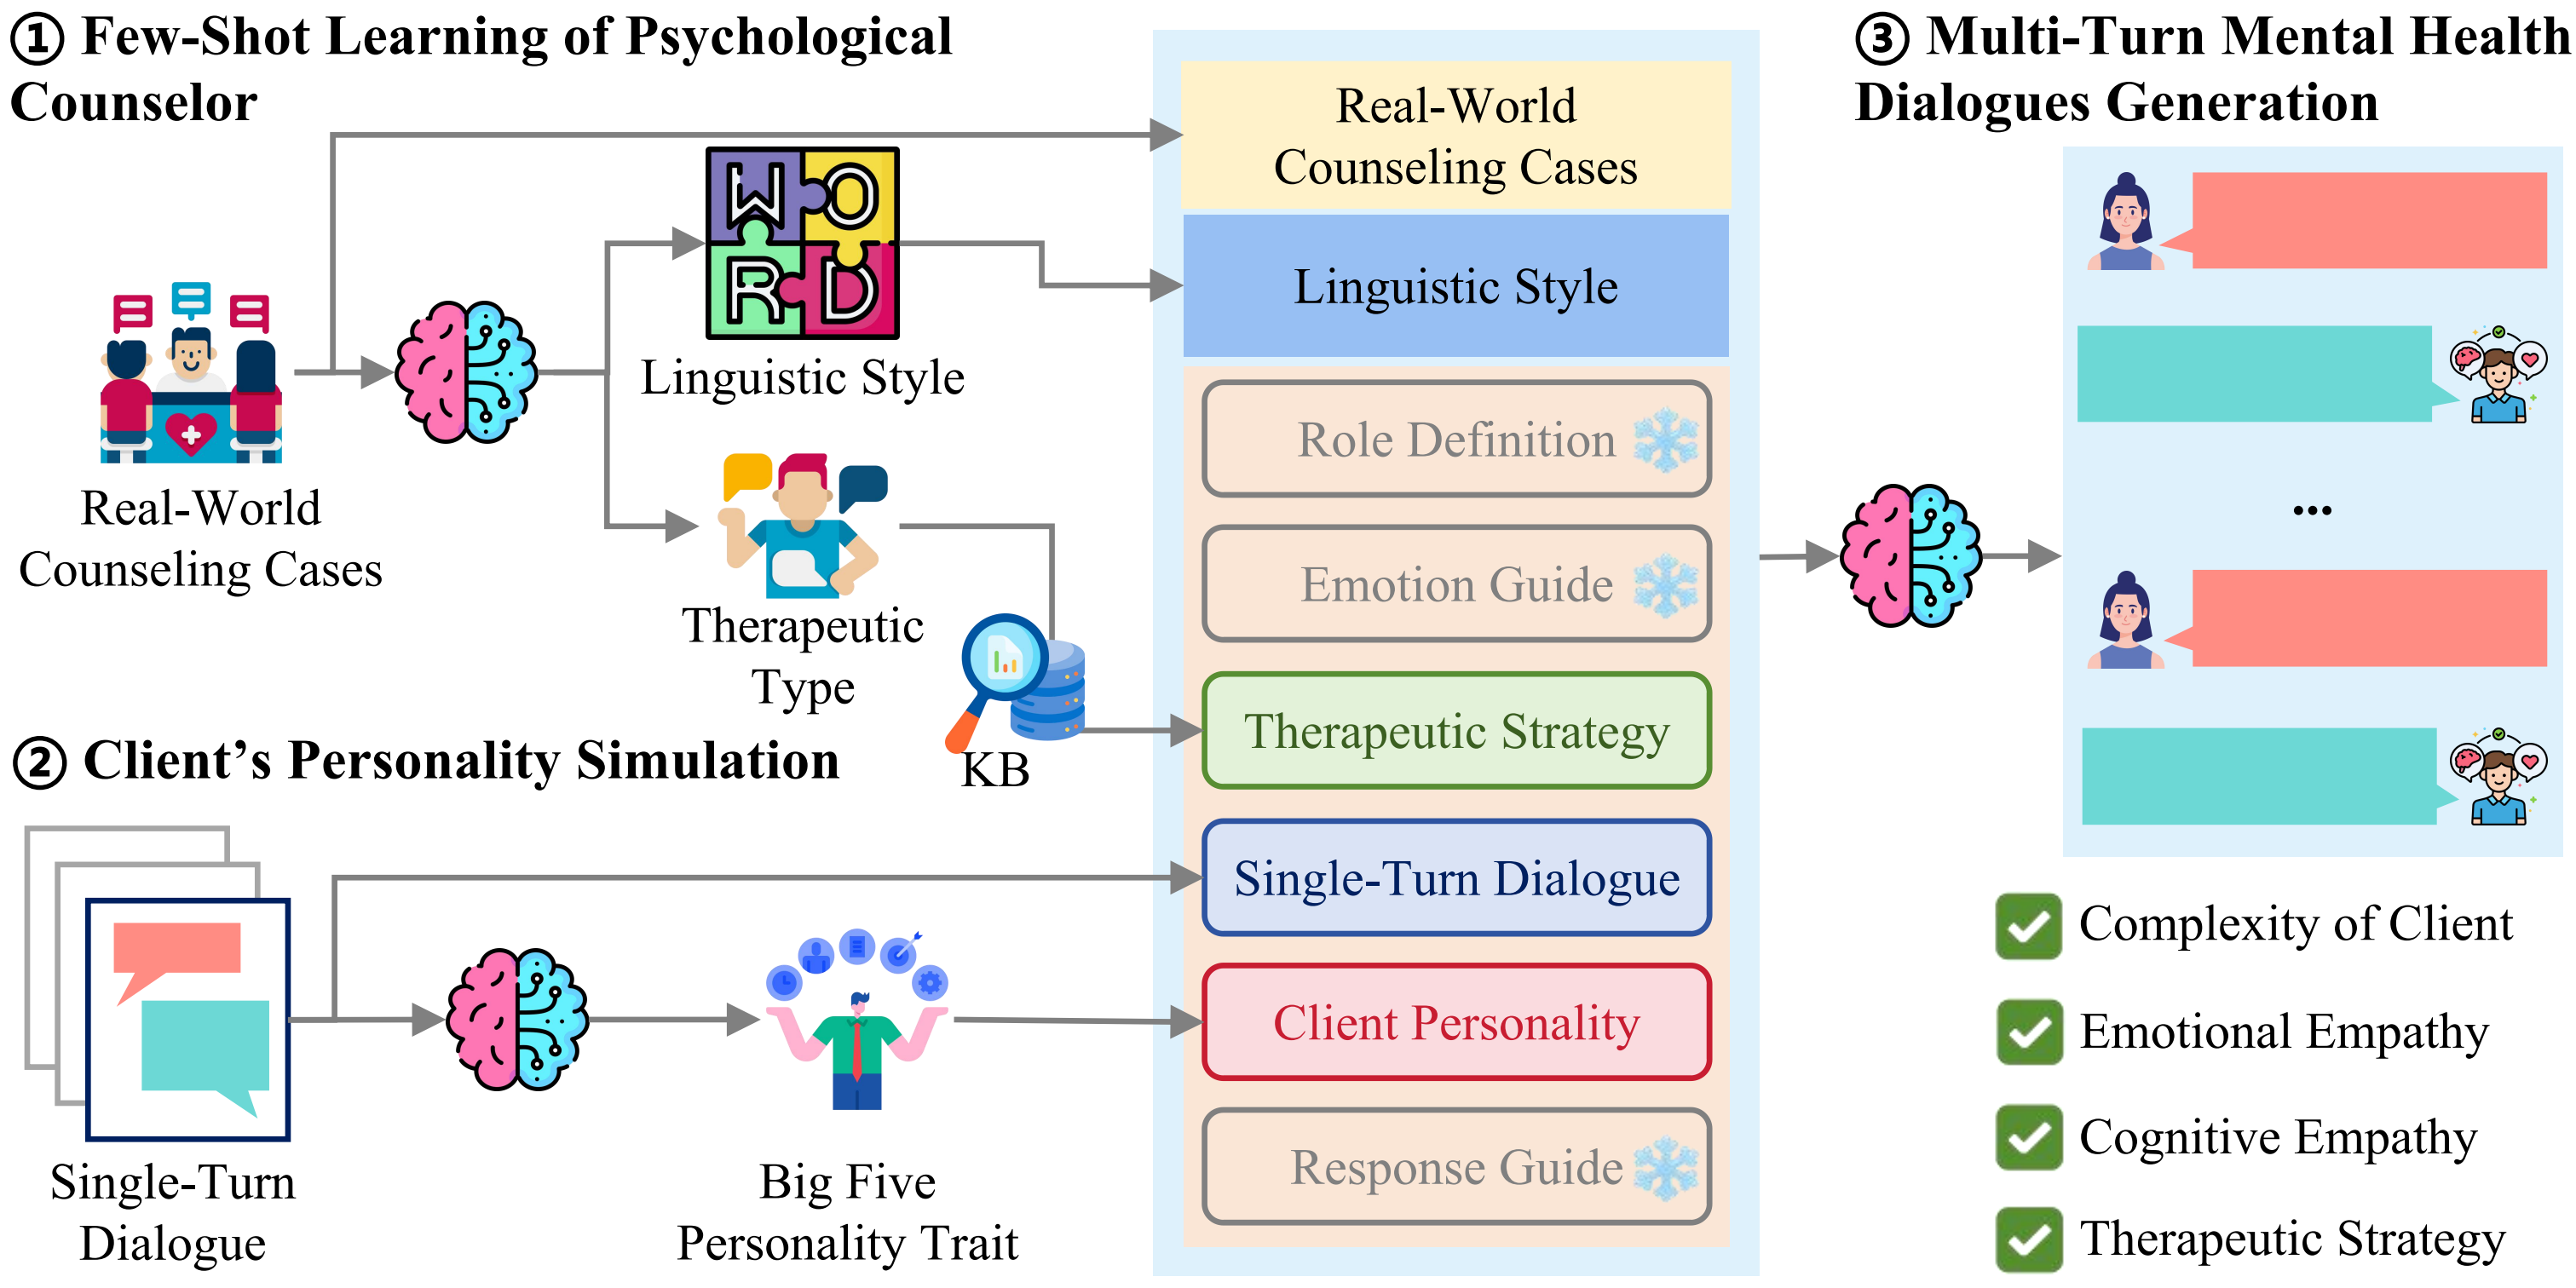 ① Few-Shot Learning of Psychological
Counselor
Real-World
Counseling Cases
WORD
Linguistic Style
Therapeutic
Type
KB
② Client’s Personality Simulation
Single-Turn
Dialogue
Big Five
Personality Trait
Real-World
Counseling Cases
Linguistic Style
Role Definition
Emotion Guide
Therapeutic Strategy
Single-Turn Dialogue
Client Personality
Response Guide
③ Multi-Turn Mental Health
Dialogues Generation
...
Complexity of Client
Emotional Empathy
Cognitive Empathy
Therapeutic Strategy